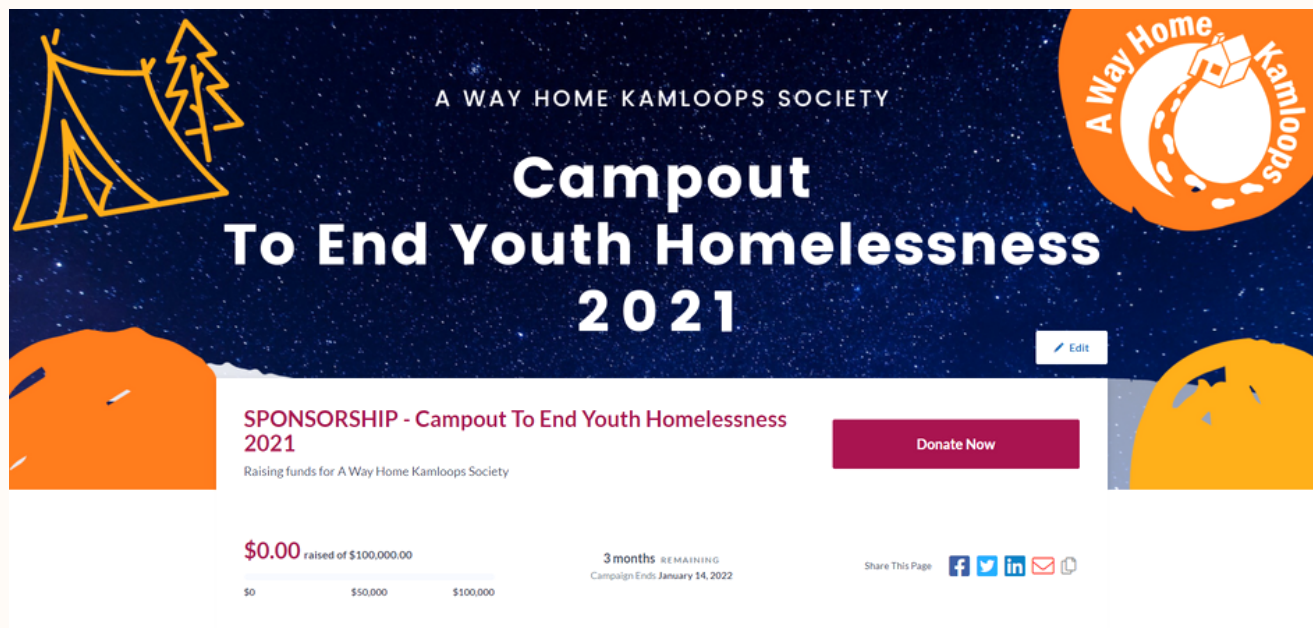 A WAY HOME KAMLOOPS SOCIETY
A Way Home Kamloops
Campout
To End Youth Homelessness
2021
Edit
SPONSORSHIP - Campout To End Youth Homelessness
2021
Donate Now
Raising funds for A Way Home Kamloops Society
$0.00 raised of $100,000.00
$0 $50,000 $100,000
3 months REMAINING
Campaign Ends January 14, 2022
Share This Page